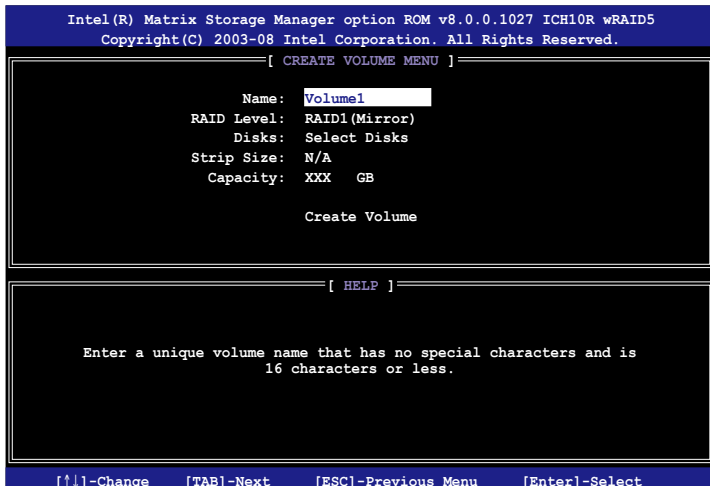 Intel(R) Matrix Storage Manager option ROM v8.0.0.1027 ICH10R wRAID5
Copyright(C) 2003-08 Intel Corporation. All Rights Reserved.
[ CREATE VOLUME MENU ]
Name: Volume1
RAID Level: RAID1(Mirror)
Disks: Select Disks
Strip Size: N/A
Capacity: XXX GB
Create Volume
[ HELP ]
Enter a unique volume name that has no special characters and is
16 characters or less.
[↑↓]-Change [TAB]-Next [ESC]-Previous Menu [Enter]-Select